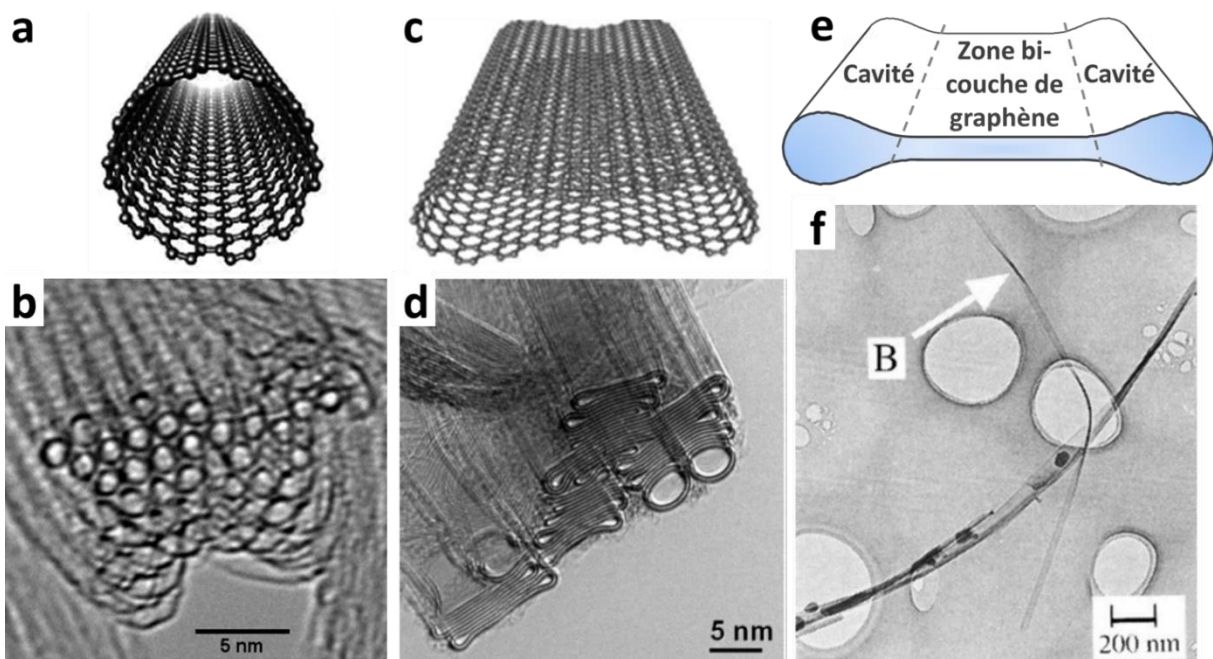 a
c
e
Cavité
Zone bi-
couche de
graphène
Cavité
b
5 nm
d
5 nm
f
B
200 nm